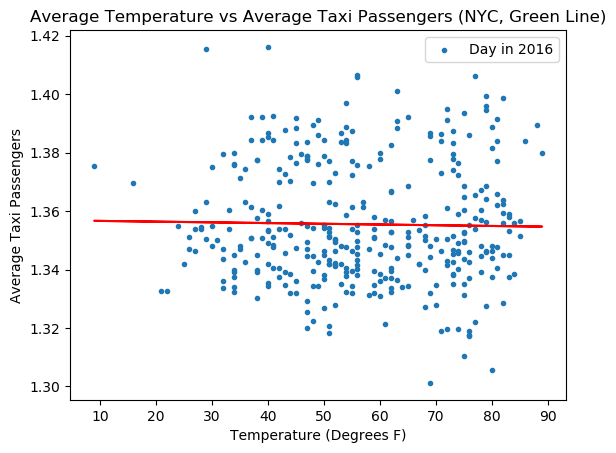 Average Temperature vs Average Taxi Passengers (NYC, Green Line)
Day in 2016
Average Taxi Passengers
1.42
1.40
1.38
1.36
1.34
1.32
1.30
10 20 30 40 50 60 70 80 90
Temperature (Degrees F)